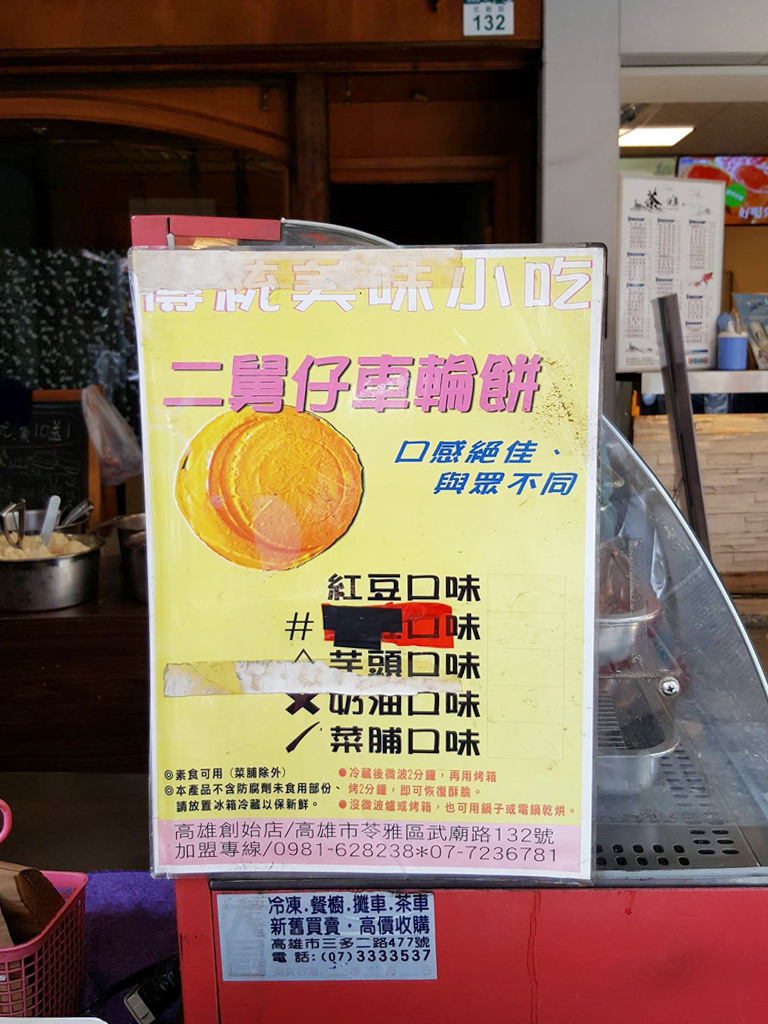 132
茶
傳統美味小吃
二舅仔車輪餅
口感絕佳、
與眾不同
紅豆口味
# 口味
芋頭口味
奶油口味
菜脯口味
◎素食可用（菜脯除外）
◎本產品不含防腐劑未食用部份、
請放置冰箱冷藏以保新鮮。
●冷藏後微波2分鐘，再用烤箱
烤2分鐘，即可恢復酥脆。
●沒微波爐或烤箱，也可用鍋子或電鍋乾烘。
高雄創始店/高雄市苓雅區武廟路132號
加盟專線/0981-628238*07-7236781
冷凍.餐櫥.攤車.茶車
新舊買賣·高價收購
高雄市三多二路477號
電話:(07)3333537